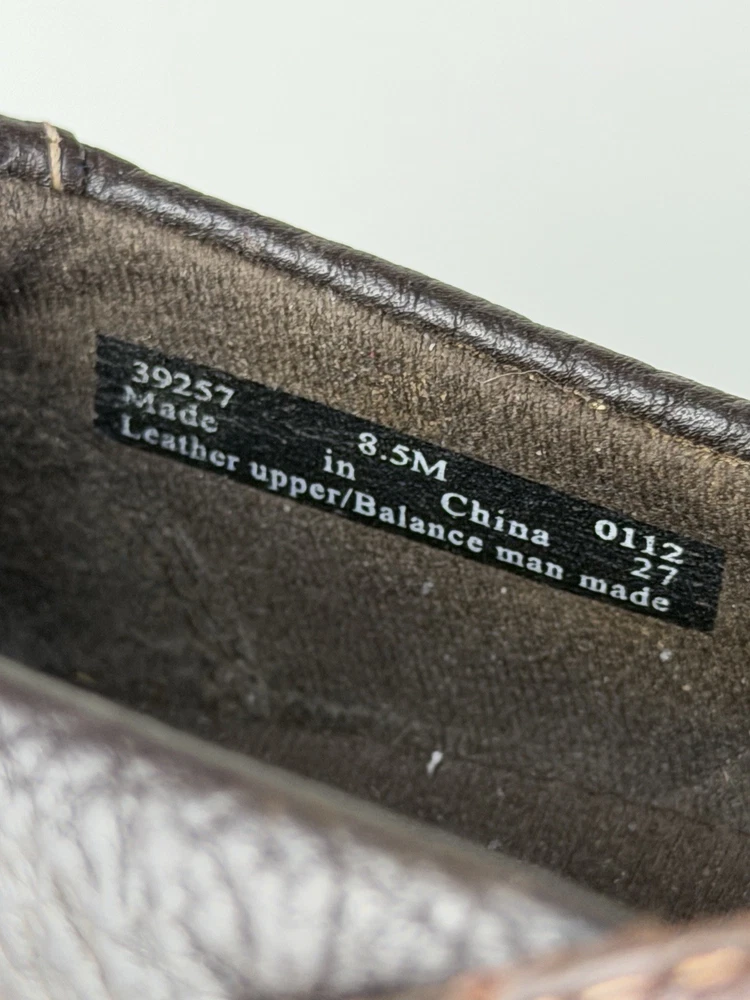 39257 8.5M 0112
Made in China 27
Leather upper/Balance man made